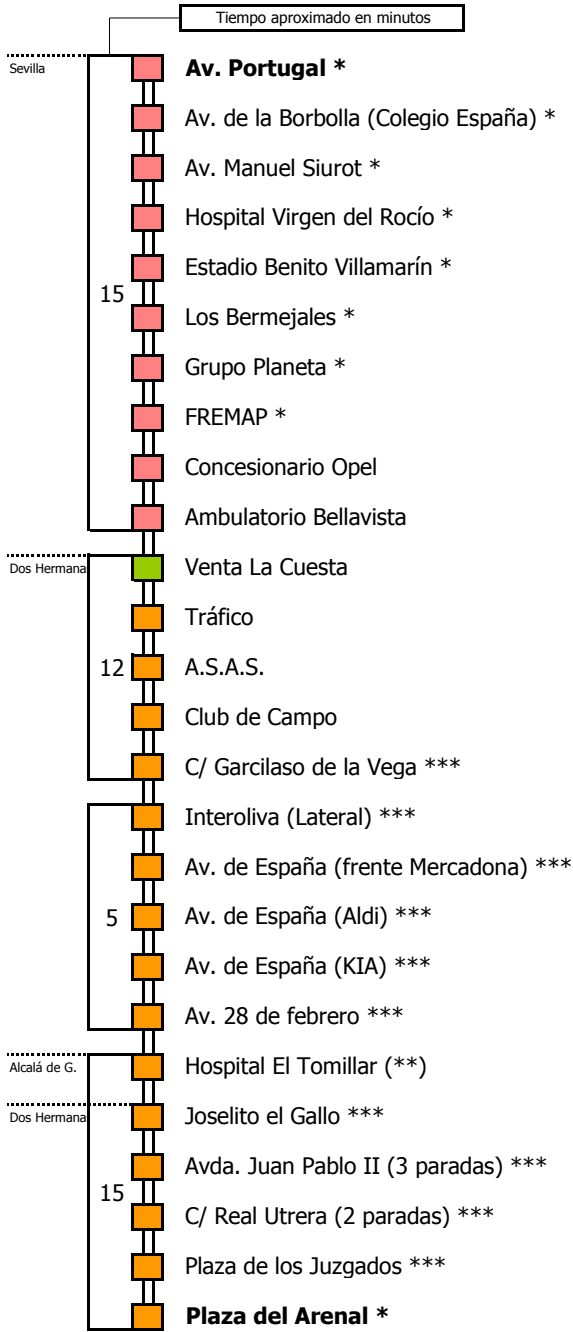 Tiempo aproximado en minutos
Sevilla
Av. Portugal *
Av. de la Borbolla (Colegio España) *
Av. Manuel Siurot *
Hospital Virgen del Rocío *
Estadio Benito Villamarín *
15
Los Bermejales *
Grupo Planeta *
FREMAP *
Concesionario Opel
Ambulatorio Bellavista
Dos Hermana
Venta La Cuesta
Tráfico
12
A.S.A.S.
Club de Campo
C/ Garcilaso de la Vega ***
Interoliva (Lateral) ***
Av. de España (frente Mercadona) ***
5
Av. de España (Aldi) ***
Av. de España (KIA) ***
Av. 28 de febrero ***
Alcalá de G.
Hospital El Tomillar (**)
Dos Hermana
Joselito el Gallo ***
Avda. Juan Pablo II (3 paradas) ***
15
C/ Real Utrera (2 paradas) ***
Plaza de los Juzgados ***
Plaza del Arenal *